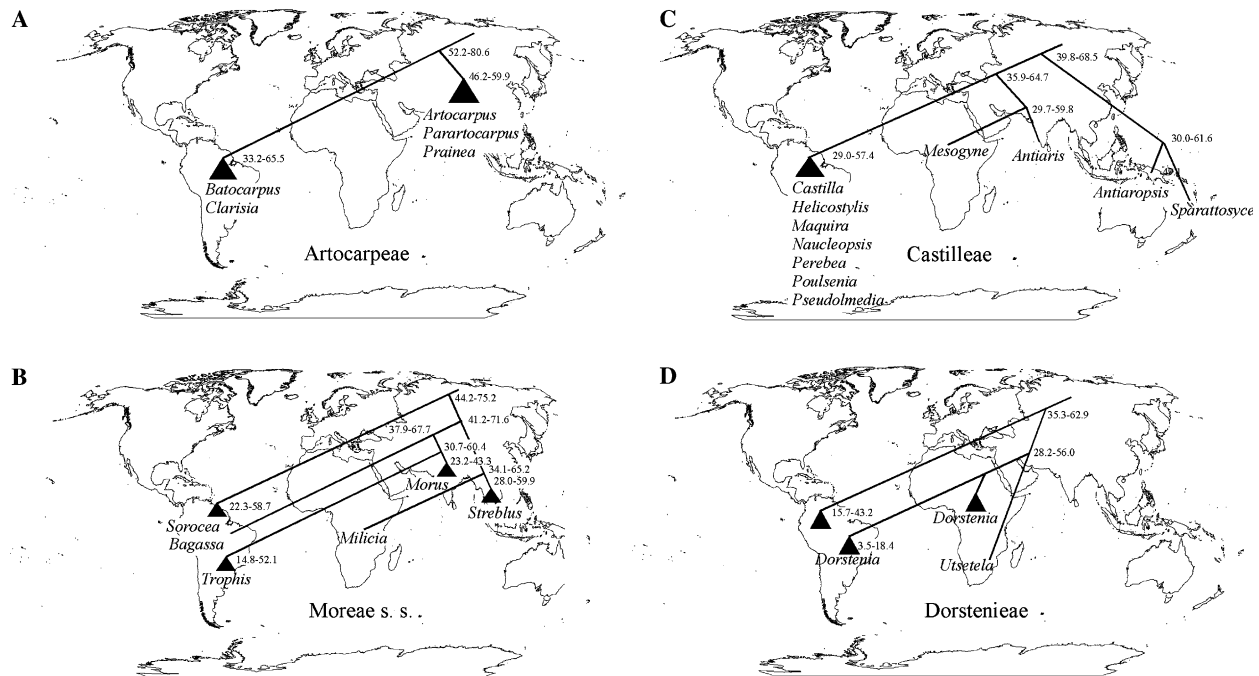 A
52.2-80.6
46.2-59.9
Artocarpus
Parartocarpus
Prainea
33.2-65.5
Batocarpus
Clarisia
Artocarpeae
C
39.8-68.5
35.9-64.7
29.7-59.8
30.0-61.6
Mesogyne
Antiaris
29.0-57.4
Antiaropsis
Sparattosyce
Castilla
Helicostylis
Maquira
Naucleopsis
Perebea
Poulsenia
Pseudolmedia
Castilleae
B
44.2-75.2
41.2-71.6
37.9-67.7
30.7-60.4
23.2-43.3
34.1-65.2
Morus
28.0-59.9
Streblus
22.3-58.7
Sorocea
Bagassa
Milicia
14.8-52.1
Trophis
Moreae s. s.
D
35.3-62.9
28.2-56.0
15.7-43.2
Dorstenia
3.5-18.4
Dorstenia
Utsetela
Dorstenieae